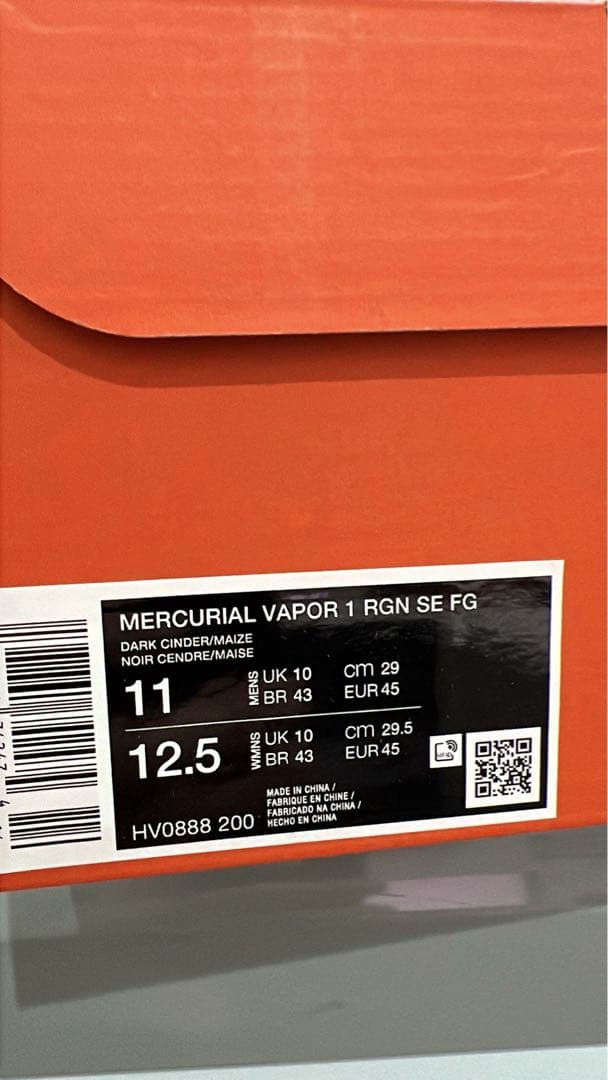 MERCURIAL VAPOR 1 RGN SE FG
DARK CINDER/MAIZE
NOIR CENDRE/MAISE
11 MENS UK 10 cm 29
BR 43 EUR 45
12.5 WMNS UK 10 cm 29.5
BR 43 EUR 45
MADE IN CHINA /
FABRIQUE EN CHINE /
FABRICADO NA CHINA /
HECHO EN CHINA
HV0888 200